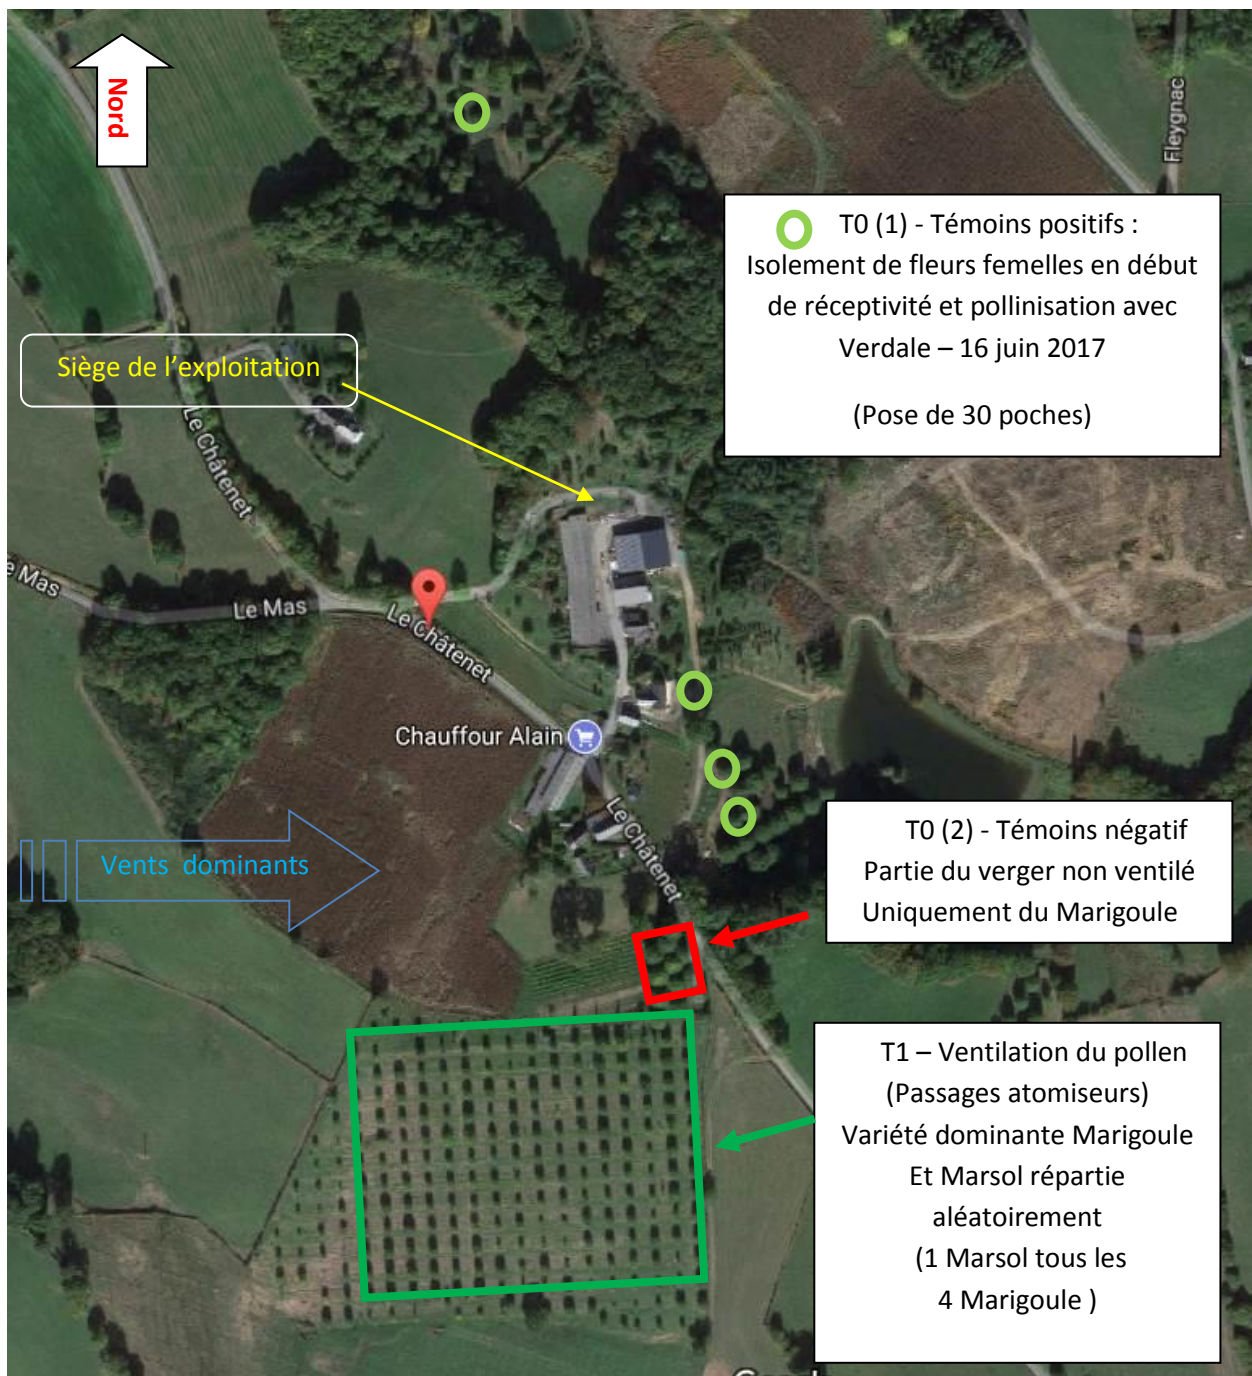 Nord
Fleygnac
T0 (1) - Témoins positifs :
Isolement de fleurs femelles en début
de réceptivité et pollinisation avec
Verdale – 16 juin 2017
(Pose de 30 poches)
Siège de l’exploitation
Le Châtenet
e Mas
Le Mas
Le Châtenet
Chauffour Alain
Le Châtenet
Vents dominants
T0 (2) - Témoins négatif
Partie du verger non ventilé
Uniquement du Marigoule
T1 – Ventilation du pollen
(Passages atomiseurs)
Variété dominante Marigoule
Et Marsol répartie
aléatoirement
(1 Marsol tous les
4 Marigoule )